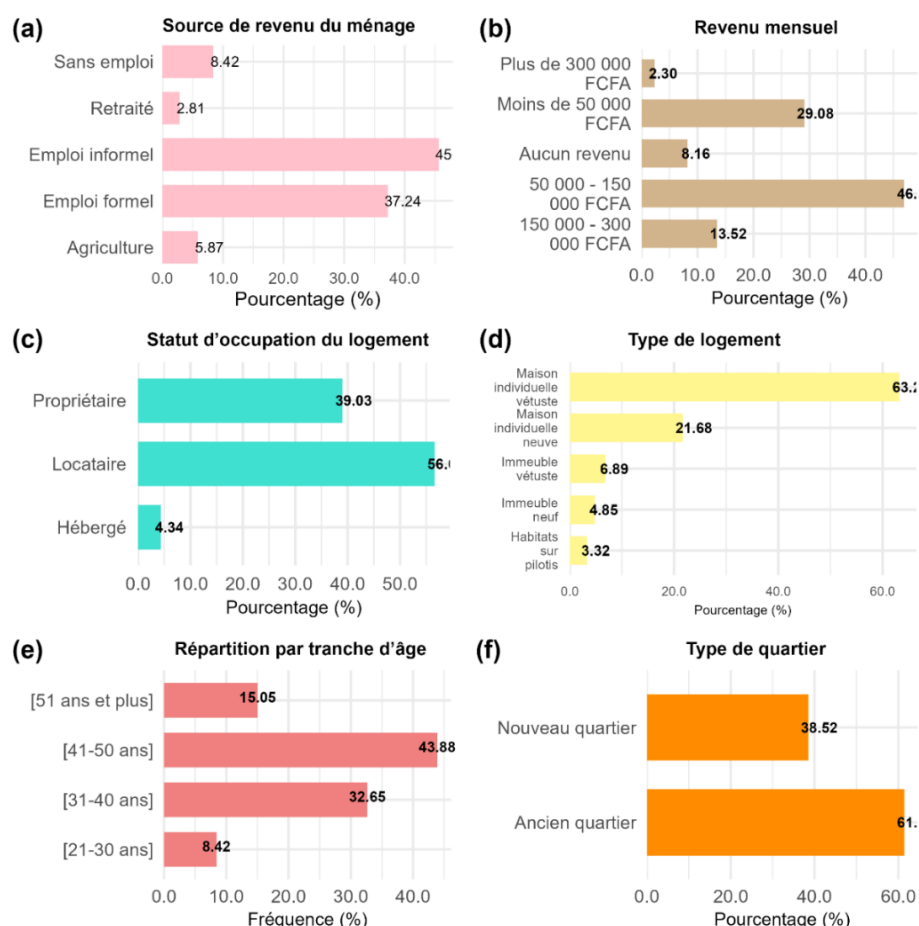 (a)
Source de revenu du ménage
Sans emploi
8.42
Retraité
2.81
Emploi informel
45
Emploi formel
37.24
Agriculture
5.87
0.0 10.0 20.0 30.0 40.0
Pourcentage (%)
(b)
Revenu mensuel
Plus de 300 000
FCFA
2.30
Moins de 50 000
FCFA
29.08
Aucun revenu
8.16
50 000 - 150
000 FCFA
46.
150 000 - 300
000 FCFA
13.52
0.0 10.0 20.0 30.0 40.0
Pourcentage (%)
(c)
Statut d’occupation du logement
Propriétaire
39.03
Locataire
56.
Hébergé
4.34
0.0 10.0 20.0 30.0 40.0 50.0
Pourcentage (%)
(d)
Type de logement
Maison
individuelle
vétuste
63.2
Maison
individuelle
neuve
21.68
Immeuble
vétuste
6.89
Immeuble
neuf
4.85
Habitats
sur
pilotis
3.32
0.0 20.0 40.0 60.0
Pourcentage (%)
(e)
Répartition par tranche d’âge
[51 ans et plus]
15.05
[41-50 ans]
43.88
[31-40 ans]
32.65
[21-30 ans]
8.42
0.0 10.0 20.0 30.0 40.0
Fréquence (%)
(f)
Type de quartier
Nouveau quartier
38.52
Ancien quartier
61.
0.0 20.0 40.0 60.0
Pourcentage (%)